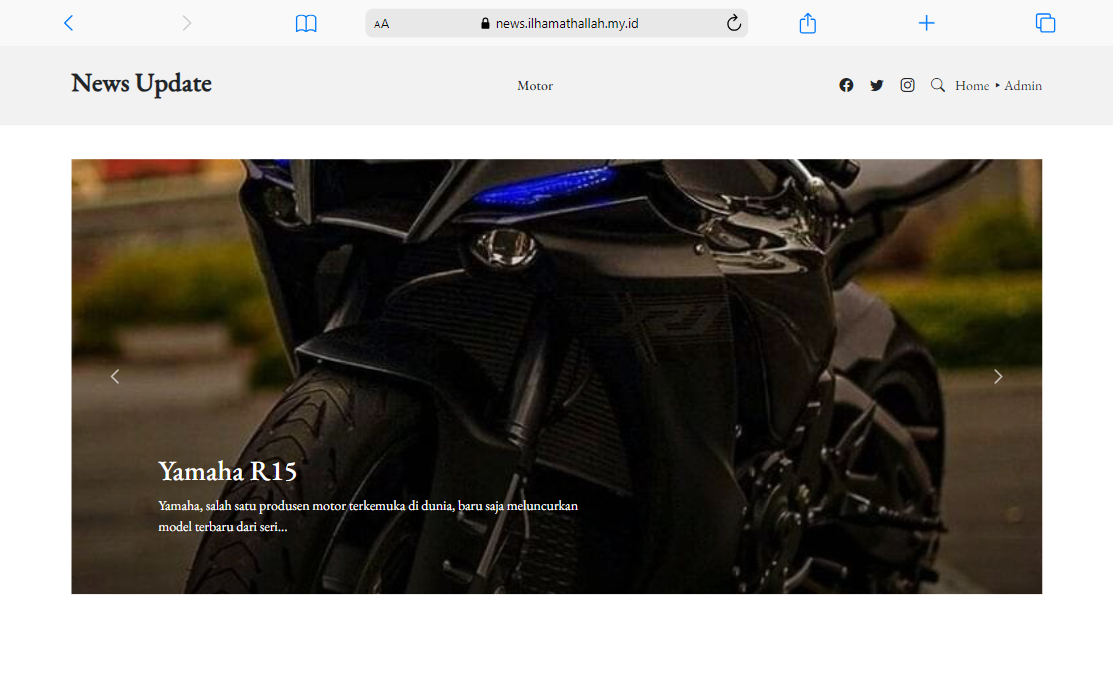 AA
news.ilhamathallah.my.id
News Update
Motor
Home ‣ Admin
Yamaha R15
Yamaha, salah satu produsen motor terkemuka di dunia, baru saja meluncurkan
model terbaru dari seri...